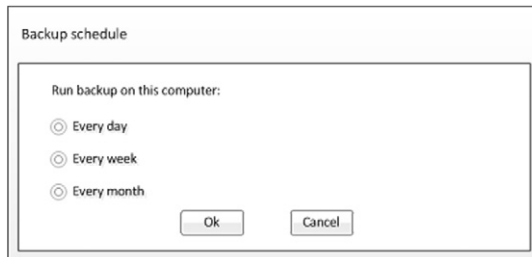 Backup schedule
Run backup on this computer:
Every day
Every week
Every month
Ok Cancel